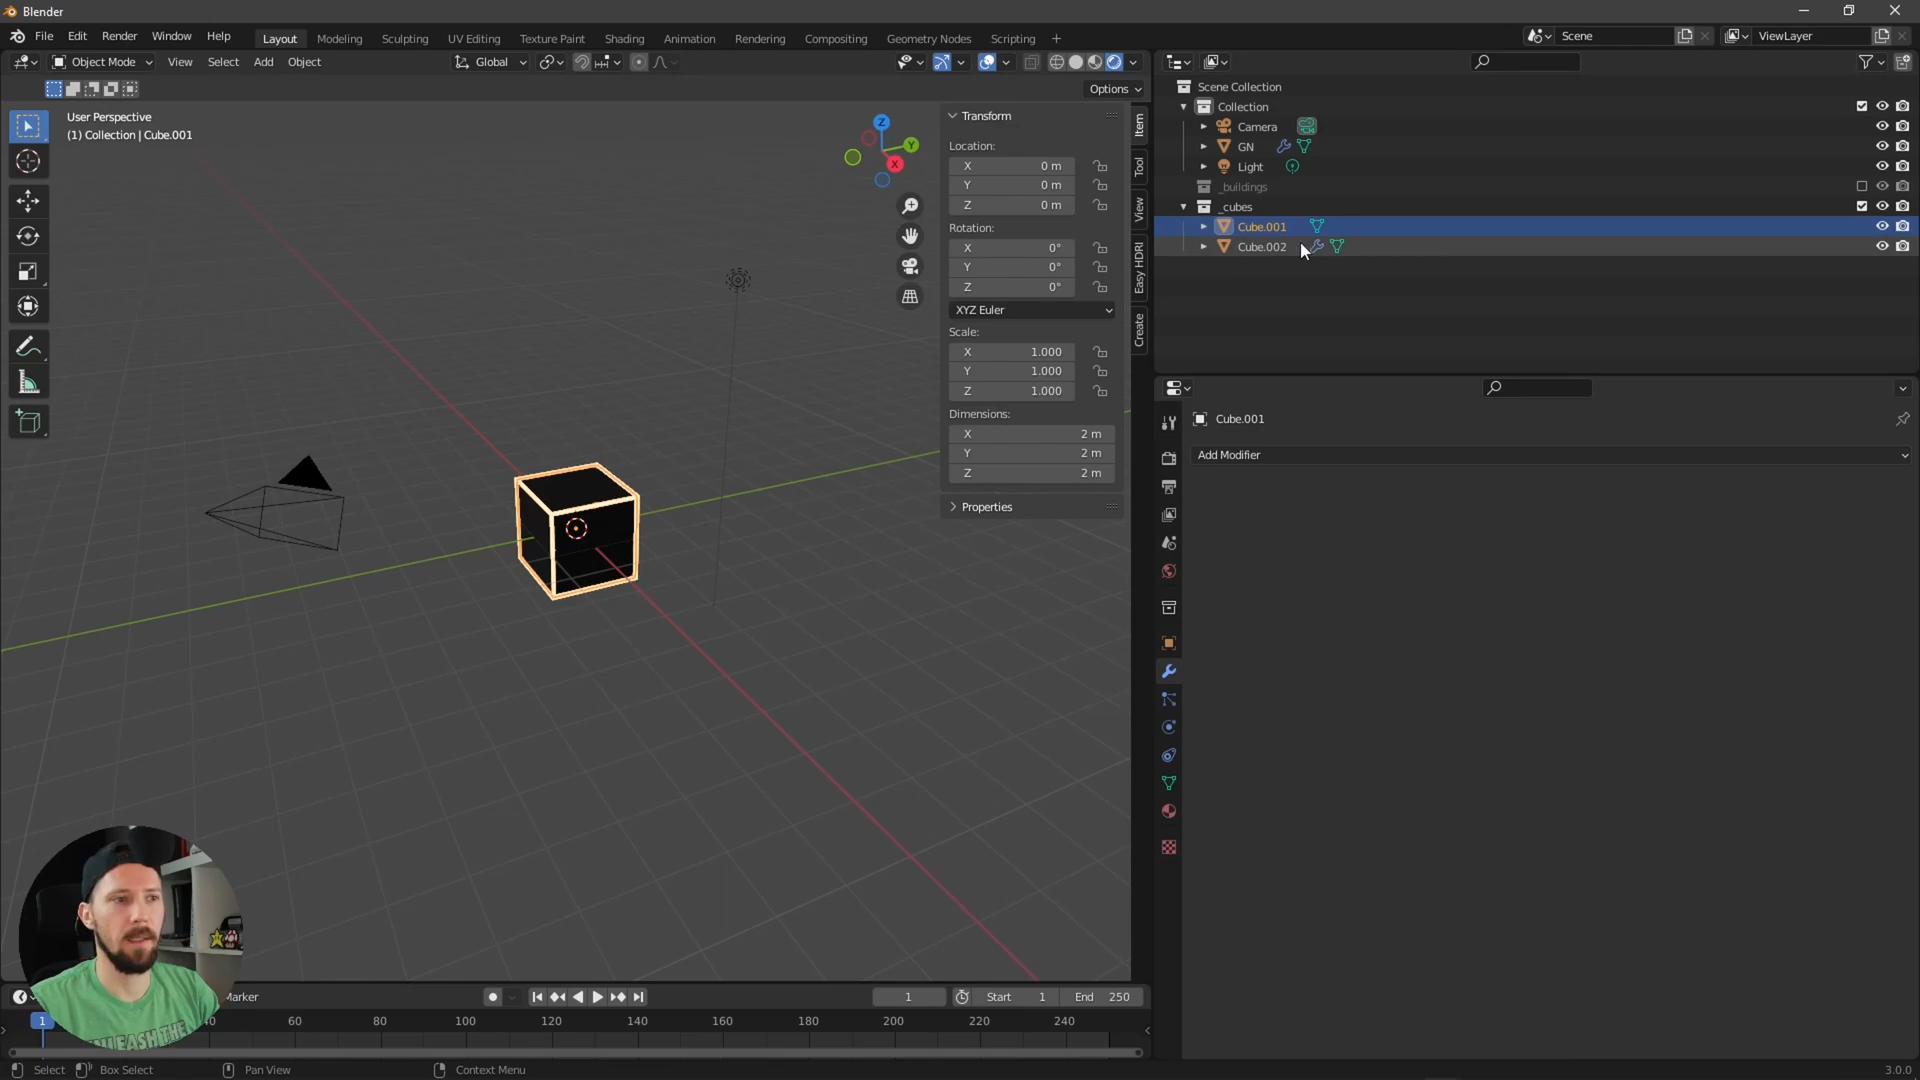 Blender
File Edit Render Window Help Layout Modeling Sculpting UV Editing Texture Paint Shading Animation Rendering Compositing Geometry Nodes Scripting + Scene ViewLayer
Object Mode View Select Add Object Global
Options
User Perspective
(1) Collection | Cube.001
Z
Y
X
Transform
Location:
X 0 m
Y 0 m
Z 0 m
Rotation:
X 0°
Y 0°
Z 0°
XYZ Euler
Scale:
X 1.000
Y 1.000
Z 1.000
Dimensions:
X 2 m
Y 2 m
Z 2 m
Properties
Item
Tool
View
Easy HDRI
Create
Scene Collection
Collection
Camera
GN
Light
_buildings
_cubes
Cube.001
Cube.002
Cube.001
Add Modifier
Marker
1 Start 1 End 250
1 40 60 80 100 120 140 160 180 200 220 240
UNLEASH THE
Select Box Select Pan View Context Menu 3.0.0